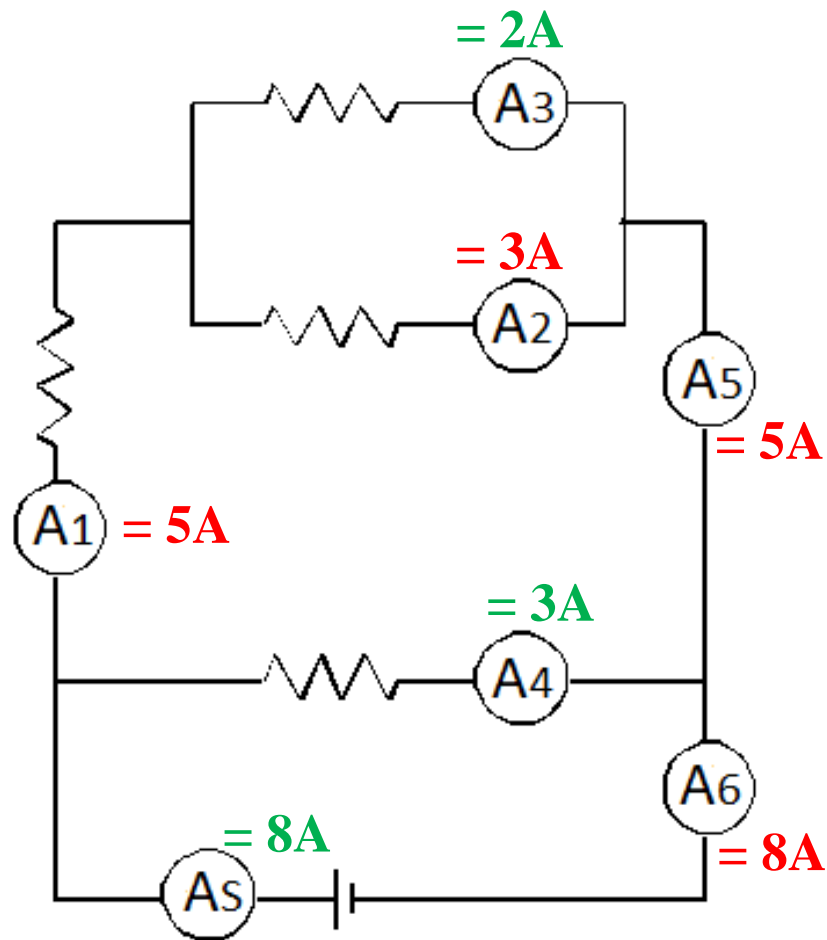 = 2A
A3
= 3A
A2
A5
= 5A
A1 = 5A
= 3A
A4
A6
= 8A
= 8A
AS